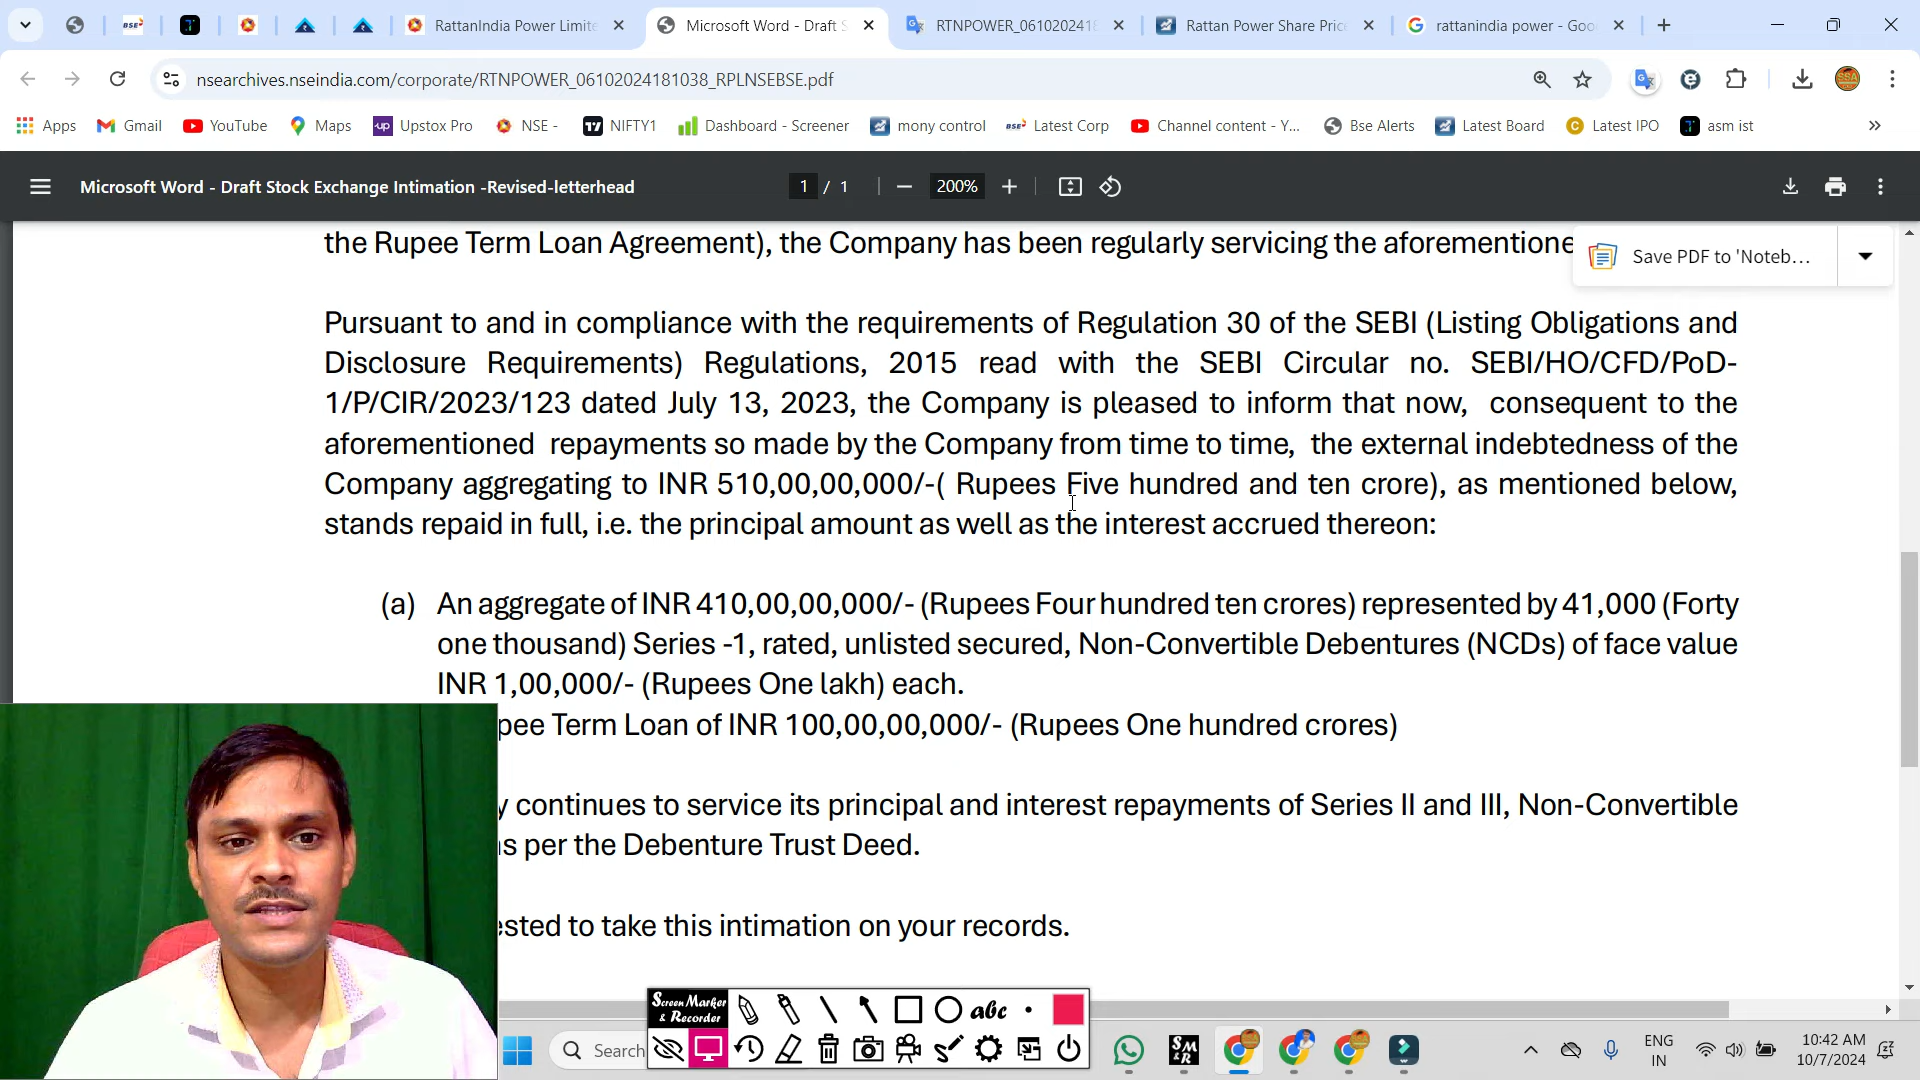 RattanIndia Power Limite
Microsoft Word - Draft S
RTNPOWER_061020241
Rattan Power Share Pric
rattanindia power - Goo
nsearchives.nseindia.com/corporate/RTNPOWER_06102024181038_RPLNSEBSE.pdf
Apps
Gmail
YouTube
Maps
up
Upstox Pro
NSE -
NIFTY1
Dashboard - Screener
mony control
BSE
Latest Corp
Channel content - Y...
Bse Alerts
Latest Board
Latest IPO
asm ist
Microsoft Word - Draft Stock Exchange Intimation -Revised-letterhead
1 / 1
200%
Save PDF to 'Noteb...
the Rupee Term Loan Agreement), the Company has been regularly servicing the aforementione
Pursuant to and in compliance with the requirements of Regulation 30 of the SEBI (Listing Obligations and
Disclosure Requirements) Regulations, 2015 read with the SEBI Circular no. SEBI/HO/CFD/PoD-
1/P/CIR/2023/123 dated July 13, 2023, the Company is pleased to inform that now, consequent to the
aforementioned repayments so made by the Company from time to time, the external indebtedness of the
Company aggregating to INR 510,00,00,000/-( Rupees Five hundred and ten crore), as mentioned below,
stands repaid in full, i.e. the principal amount as well as the interest accrued thereon:
(a) An aggregate of INR 410,00,00,000/- (Rupees Four hundred ten crores) represented by 41,000 (Forty
one thousand) Series -1, rated, unlisted secured, Non-Convertible Debentures (NCDs) of face value
INR 1,00,000/- (Rupees One lakh) each.
pee Term Loan of INR 100,00,00,000/- (Rupees One hundred crores)
y continues to service its principal and interest repayments of Series II and III, Non-Convertible
as per the Debenture Trust Deed.
ested to take this intimation on your records.
Screen Marker
& Recorder
abc
Search
SM
&R
ENG
IN
10:42 AM
10/7/2024